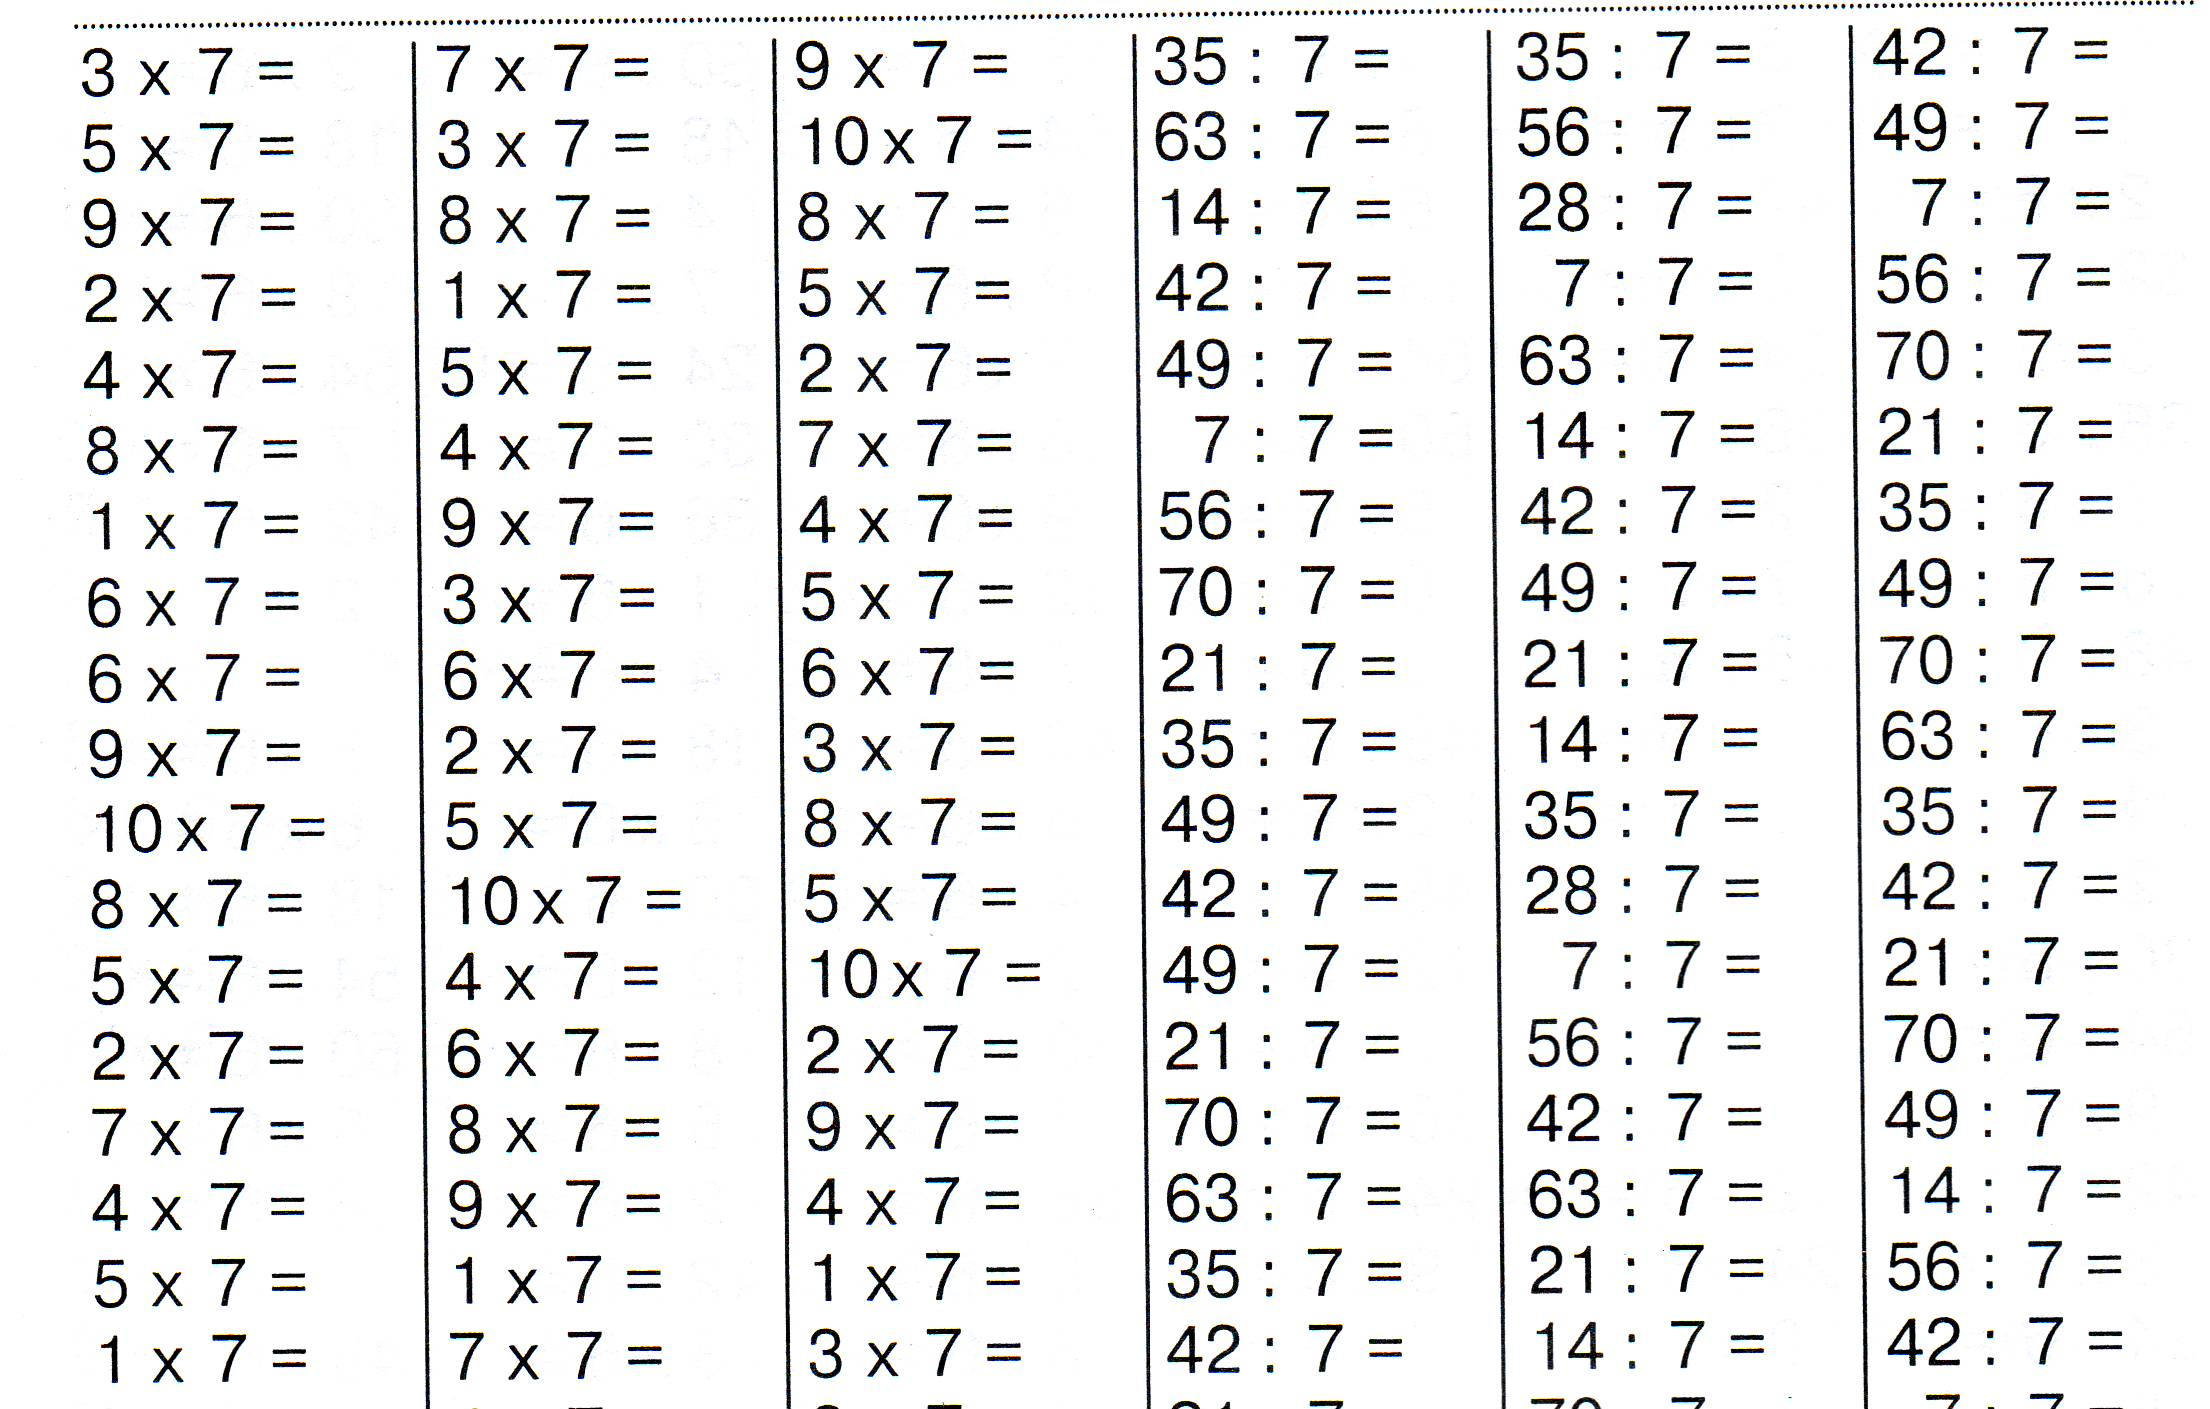 3 x 7 =
5 x 7 =
9 x 7 =
2 x 7 =
4 x 7 =
8 x 7 =
1 x 7 =
6 x 7 =
6 x 7 =
9 x 7 =
10 x 7 =
8 x 7 =
5 x 7 =
2 x 7 =
7 x 7 =
4 x 7 =
5 x 7 =
1 x 7 =
7 x 7 =
3 x 7 =
8 x 7 =
1 x 7 =
5 x 7 =
4 x 7 =
9 x 7 =
3 x 7 =
6 x 7 =
2 x 7 =
5 x 7 =
10 x 7 =
4 x 7 =
6 x 7 =
8 x 7 =
9 x 7 =
1 x 7 =
7 x 7 =
9 x 7 =
10 x 7 =
8 x 7 =
5 x 7 =
2 x 7 =
7 x 7 =
4 x 7 =
5 x 7 =
6 x 7 =
3 x 7 =
8 x 7 =
5 x 7 =
10 x 7 =
2 x 7 =
9 x 7 =
4 x 7 =
1 x 7 =
3 x 7 =
35 : 7 =
63 : 7 =
14 : 7 =
42 : 7 =
49 : 7 =
7 : 7 =
56 : 7 =
70 : 7 =
21 : 7 =
35 : 7 =
49 : 7 =
42 : 7 =
49 : 7 =
21 : 7 =
70 : 7 =
63 : 7 =
35 : 7 =
42 : 7 =
35 : 7 =
56 : 7 =
28 : 7 =
7 : 7 =
63 : 7 =
14 : 7 =
42 : 7 =
49 : 7 =
21 : 7 =
14 : 7 =
35 : 7 =
28 : 7 =
7 : 7 =
56 : 7 =
42 : 7 =
63 : 7 =
21 : 7 =
14 : 7 =
42 : 7 =
49 : 7 =
7 : 7 =
56 : 7 =
70 : 7 =
21 : 7 =
35 : 7 =
49 : 7 =
70 : 7 =
63 : 7 =
35 : 7 =
42 : 7 =
21 : 7 =
70 : 7 =
49 : 7 =
14 : 7 =
56 : 7 =
42 : 7 =